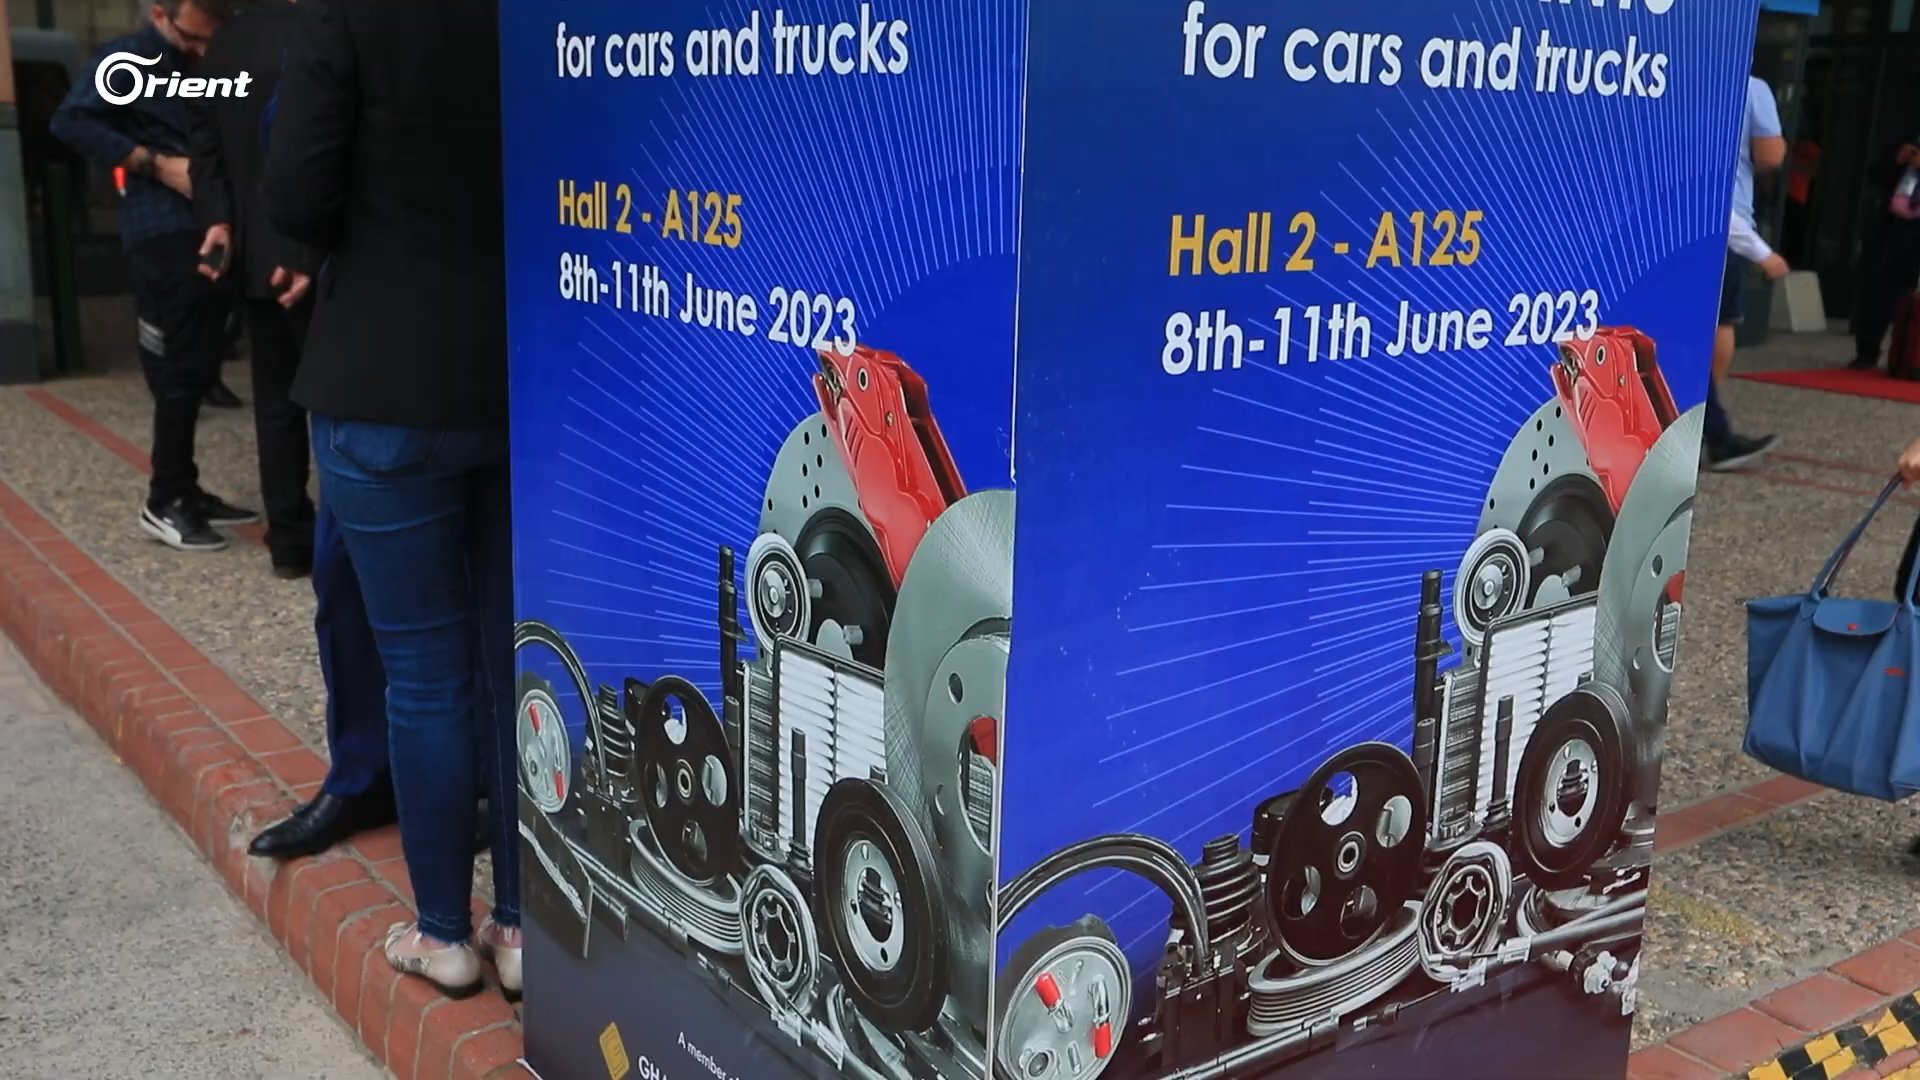 Orient
for cars and trucks
Hall 2 - A125
8th-11th June 2023
A member
for cars and trucks
Hall 2 - A125
8th-11th June 2023